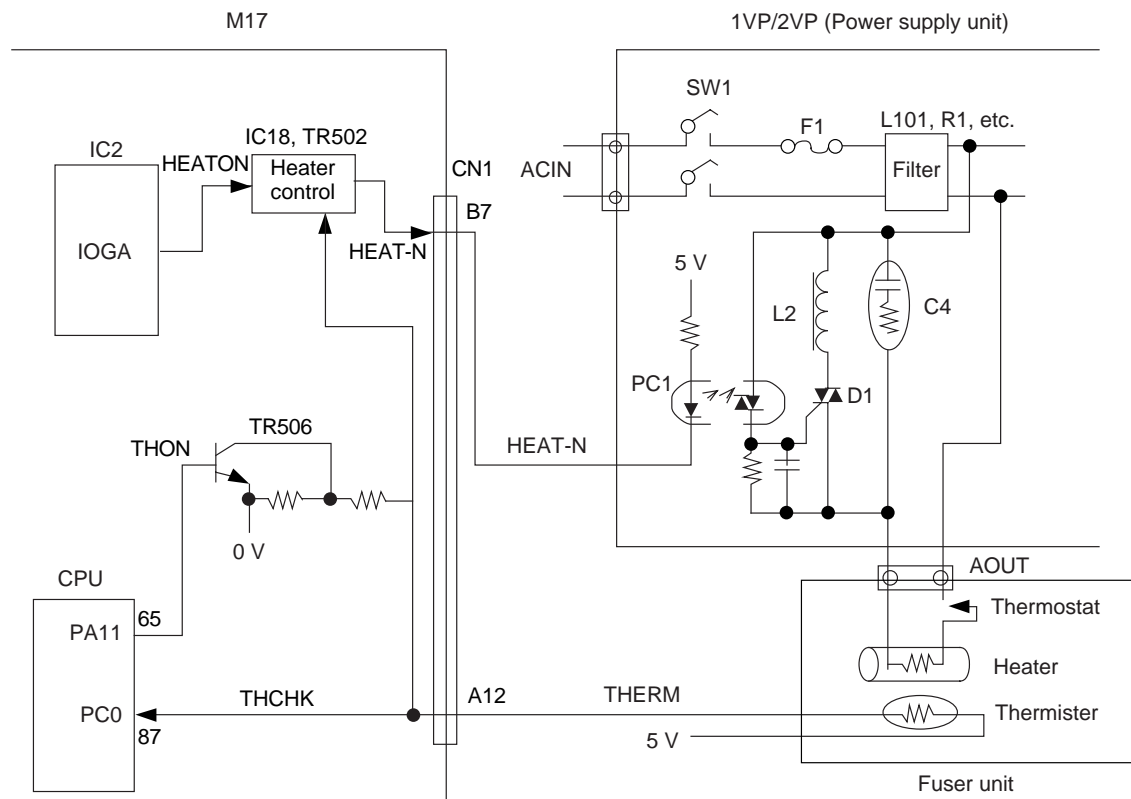 M17
1VP/2VP (Power supply unit)
SW1
IC18, TR502
F1
L101, R1, etc.
IC2
HEATON
Heater
control
CN1
ACIN
Filter
B7
IOGA
HEAT-N
5 V
L2
C4
PC1
D1
TR506
THON
HEAT-N
0 V
CPU
AOUT
PA11
65
Thermostat
Heater
THCHK
A12
THERM
PC0
Thermister
87
5 V
Fuser unit